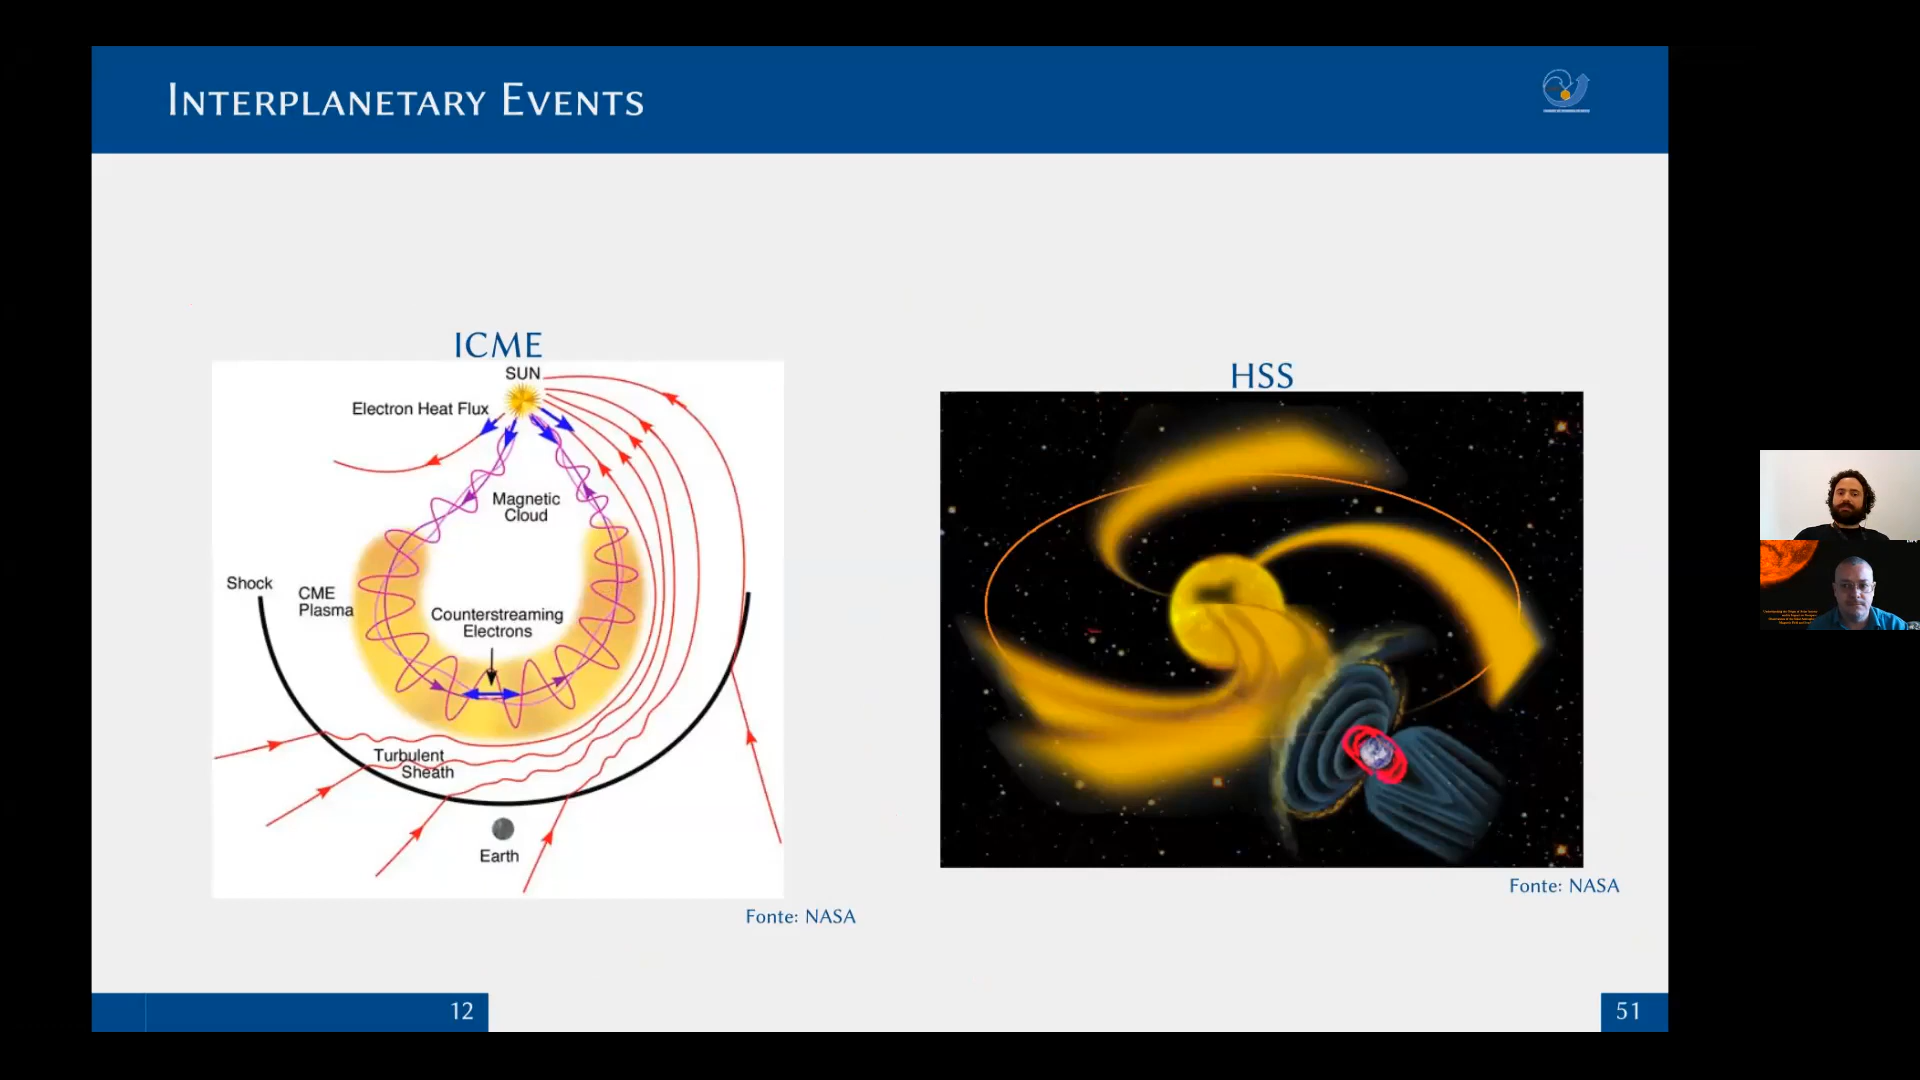 INTERPLANETARY EVENTS
ICME
SUN
Electron Heat Flux
Magnetic
Cloud
Shock
CME
Plasma
Counterstreaming
Electrons
Turbulent
Sheath
Earth
Fonte: NASA
HSS
Fonte: NASA
12
51